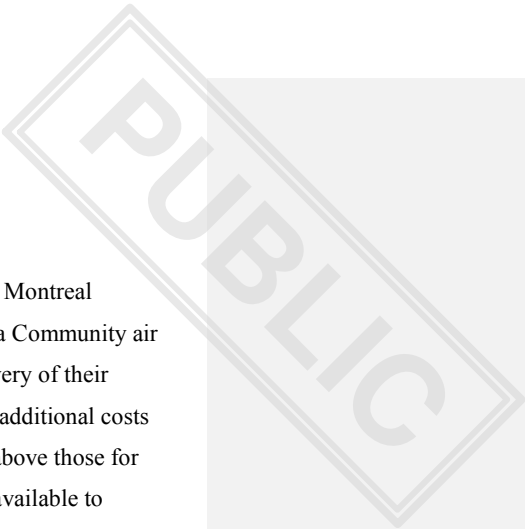 PUBLIC
Montreal
a Community air
very of their
additional costs
above those for
available to